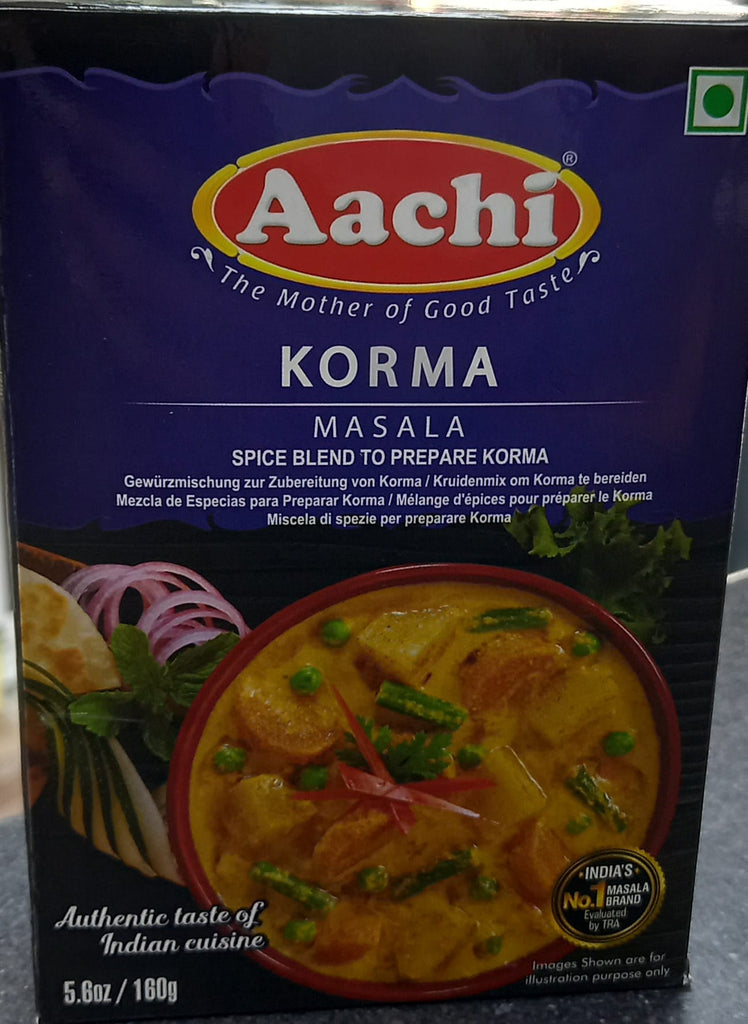 Aachi®
The Mother of Good Taste
KORMA
MASALA
SPICE BLEND TO PREPARE KORMA
Gewürzmischung zur Zubereitung von Korma / Kruidenmix om Korma te bereiden
Mezcla de Especias para Preparar Korma / Mélange d'épices pour préparer le Korma
Miscela di spezie per preparare Korma
INDIA'S
No.1 MASALA
BRAND
Evaluated
by TRA
Authentic taste of
Indian cuisine
Images Shown are for
illustration purpose only
5.6oz / 160g